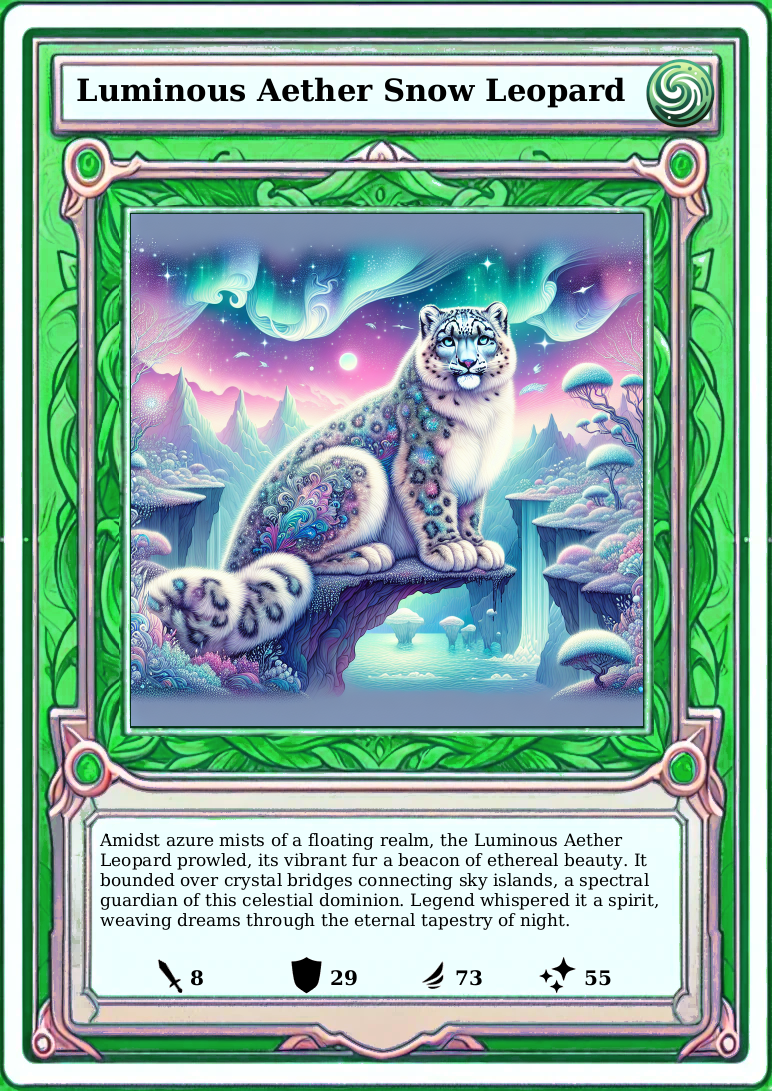 Luminous Aether Snow Leopard
Amidst azure mists of a floating realm, the Luminous Aether
Leopard prowled, its vibrant fur a beacon of ethereal beauty. It
bounded over crystal bridges connecting sky islands, a spectral
guardian of this celestial dominion. Legend whispered it a spirit,
weaving dreams through the eternal tapestry of night.
8 29 73 55